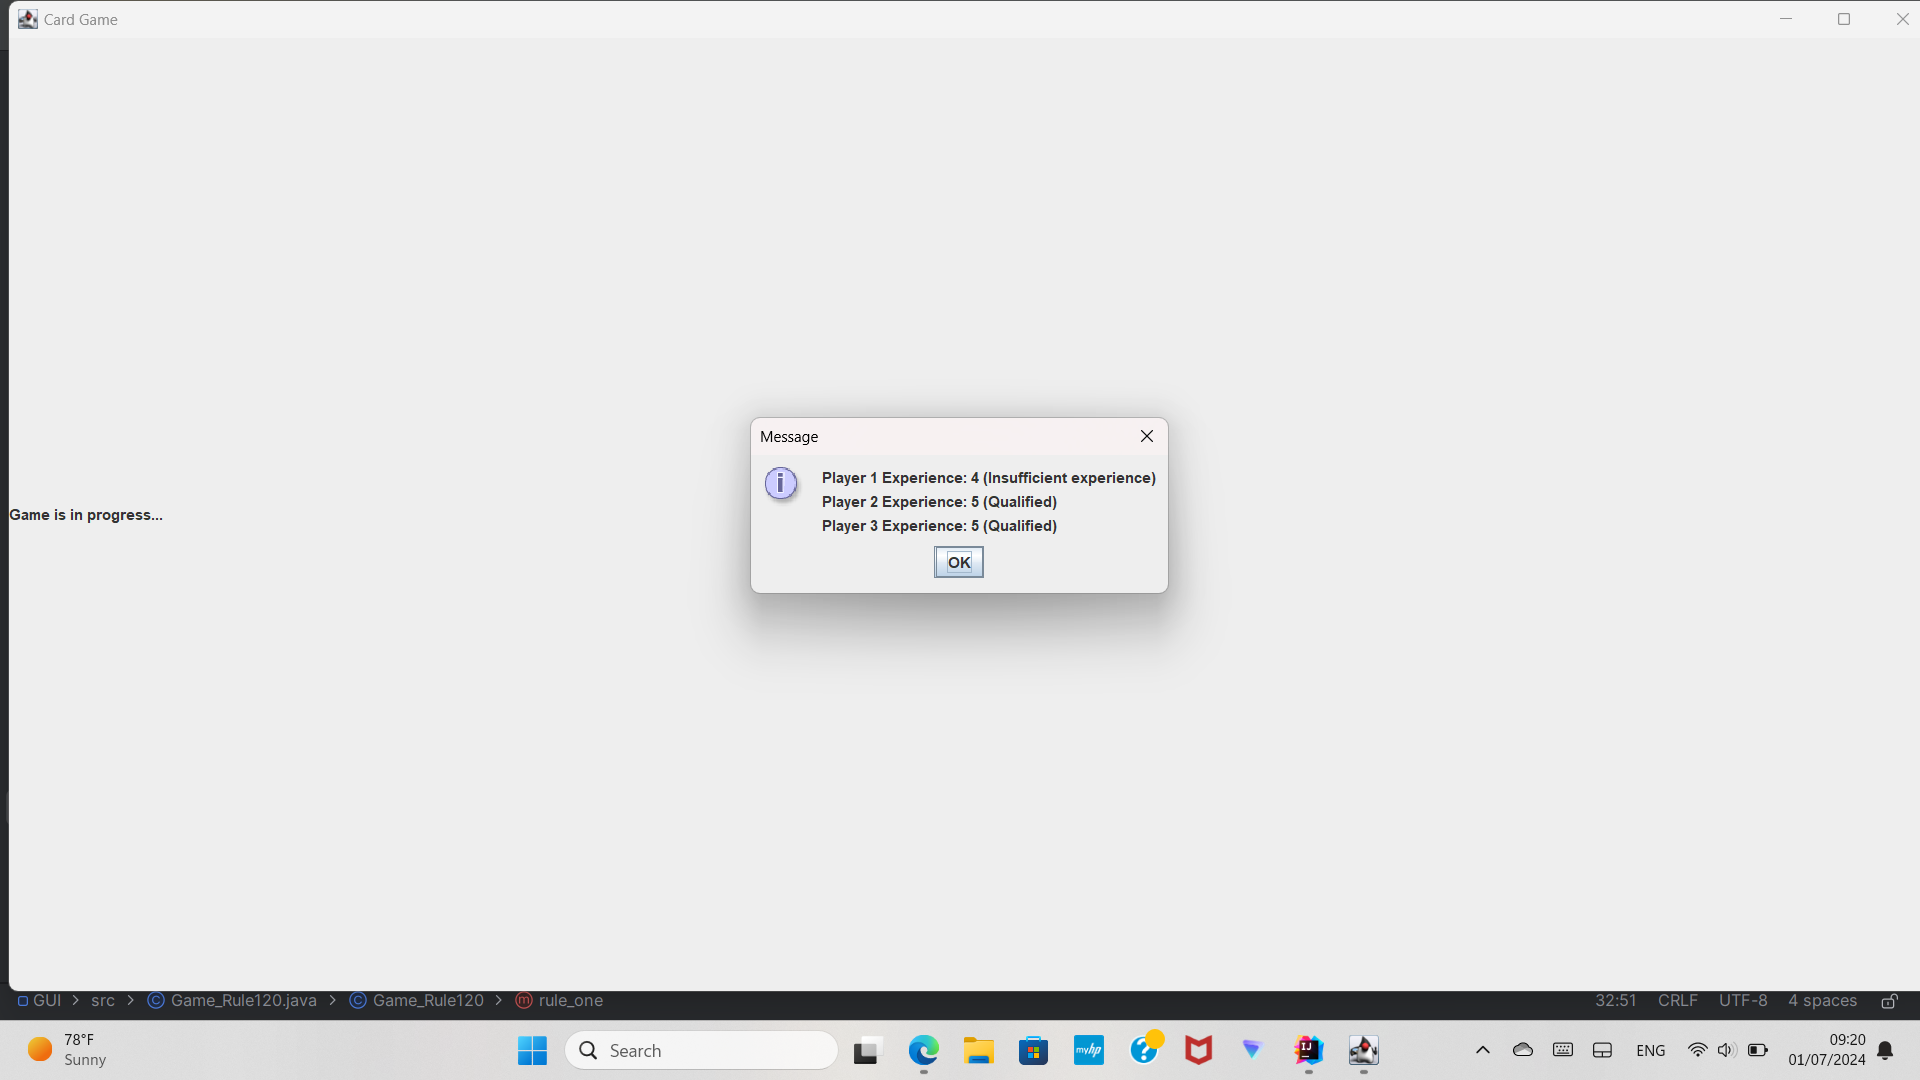 Card Game
Message
Player 1 Experience: 4 (Insufficient experience)
Player 2 Experience: 5 (Qualified)
Player 3 Experience: 5 (Qualified)
OK
Game is in progress...
GUI > src > Game_Rule120.java > Game_Rule120 > rule_one
32:51 CRLF UTF-8 4 spaces
78°F
Sunny
Search
myhp
IJ
ENG
09:20
01/07/2024